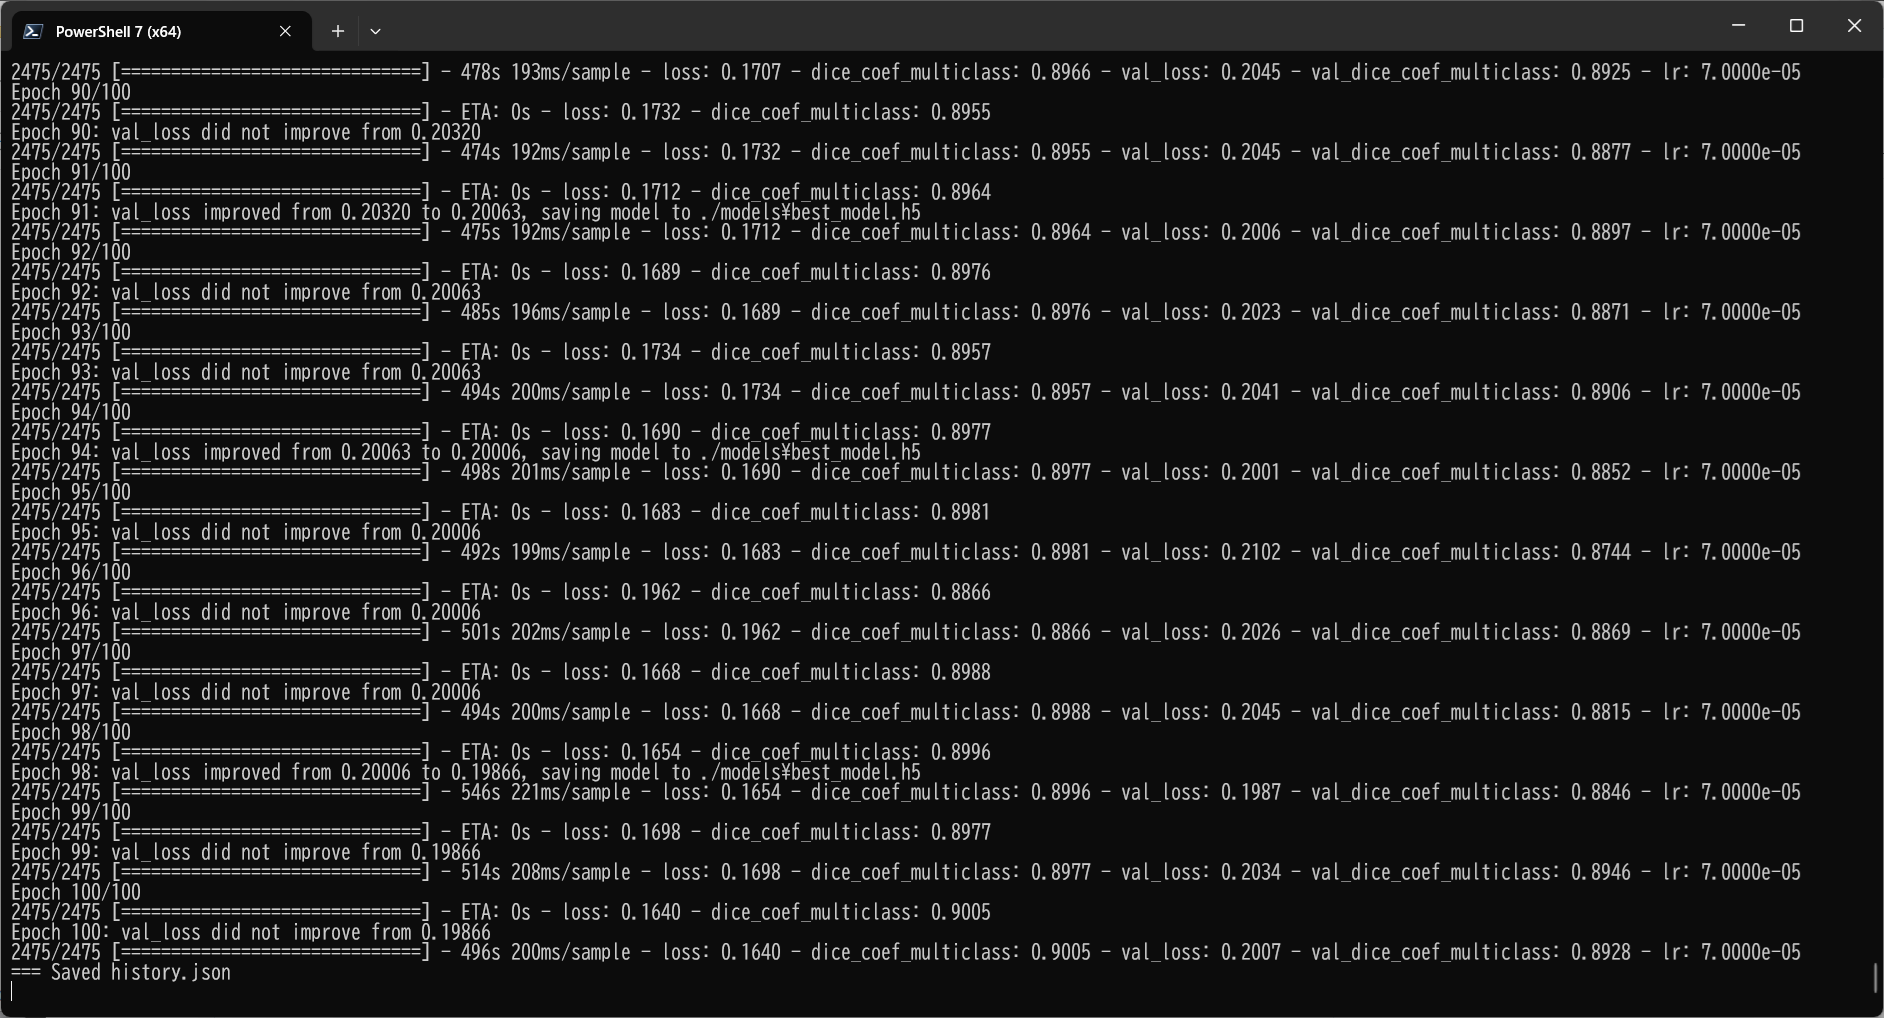 PowerShell 7 (x64)
2475/2475 [==============================] - 478s 193ms/sample - loss: 0.1707 - dice_coef_multiclass: 0.8966 - val_loss: 0.2045 - val_dice_coef_multiclass: 0.8925 - lr: 7.0000e-05
Epoch 90/100
2475/2475 [==============================] - ETA: 0s - loss: 0.1732 - dice_coef_multiclass: 0.8955
Epoch 90: val_loss did not improve from 0.20320
2475/2475 [==============================] - 474s 192ms/sample - loss: 0.1732 - dice_coef_multiclass: 0.8955 - val_loss: 0.2045 - val_dice_coef_multiclass: 0.8877 - lr: 7.0000e-05
Epoch 91/100
2475/2475 [==============================] - ETA: 0s - loss: 0.1712 - dice_coef_multiclass: 0.8964
Epoch 91: val_loss improved from 0.20320 to 0.20063, saving model to ./models¥best_model.h5
2475/2475 [==============================] - 475s 192ms/sample - loss: 0.1712 - dice_coef_multiclass: 0.8964 - val_loss: 0.2006 - val_dice_coef_multiclass: 0.8897 - lr: 7.0000e-05
Epoch 92/100
2475/2475 [==============================] - ETA: 0s - loss: 0.1689 - dice_coef_multiclass: 0.8976
Epoch 92: val_loss did not improve from 0.20063
2475/2475 [==============================] - 485s 196ms/sample - loss: 0.1689 - dice_coef_multiclass: 0.8976 - val_loss: 0.2023 - val_dice_coef_multiclass: 0.8871 - lr: 7.0000e-05
Epoch 93/100
2475/2475 [==============================] - ETA: 0s - loss: 0.1734 - dice_coef_multiclass: 0.8957
Epoch 93: val_loss did not improve from 0.20063
2475/2475 [==============================] - 494s 200ms/sample - loss: 0.1734 - dice_coef_multiclass: 0.8957 - val_loss: 0.2041 - val_dice_coef_multiclass: 0.8906 - lr: 7.0000e-05
Epoch 94/100
2475/2475 [==============================] - ETA: 0s - loss: 0.1690 - dice_coef_multiclass: 0.8977
Epoch 94: val_loss improved from 0.20063 to 0.20006, saving model to ./models¥best_model.h5
2475/2475 [==============================] - 498s 201ms/sample - loss: 0.1690 - dice_coef_multiclass: 0.8977 - val_loss: 0.2001 - val_dice_coef_multiclass: 0.8852 - lr: 7.0000e-05
Epoch 95/100
2475/2475 [==============================] - ETA: 0s - loss: 0.1683 - dice_coef_multiclass: 0.8981
Epoch 95: val_loss did not improve from 0.20006
2475/2475 [==============================] - 492s 199ms/sample - loss: 0.1683 - dice_coef_multiclass: 0.8981 - val_loss: 0.2102 - val_dice_coef_multiclass: 0.8744 - lr: 7.0000e-05
Epoch 96/100
2475/2475 [==============================] - ETA: 0s - loss: 0.1962 - dice_coef_multiclass: 0.8866
Epoch 96: val_loss did not improve from 0.20006
2475/2475 [==============================] - 501s 202ms/sample - loss: 0.1962 - dice_coef_multiclass: 0.8866 - val_loss: 0.2026 - val_dice_coef_multiclass: 0.8869 - lr: 7.0000e-05
Epoch 97/100
2475/2475 [==============================] - ETA: 0s - loss: 0.1668 - dice_coef_multiclass: 0.8988
Epoch 97: val_loss did not improve from 0.20006
2475/2475 [==============================] - 494s 200ms/sample - loss: 0.1668 - dice_coef_multiclass: 0.8988 - val_loss: 0.2045 - val_dice_coef_multiclass: 0.8815 - lr: 7.0000e-05
Epoch 98/100
2475/2475 [==============================] - ETA: 0s - loss: 0.1654 - dice_coef_multiclass: 0.8996
Epoch 98: val_loss improved from 0.20006 to 0.19866, saving model to ./models¥best_model.h5
2475/2475 [==============================] - 546s 221ms/sample - loss: 0.1654 - dice_coef_multiclass: 0.8996 - val_loss: 0.1987 - val_dice_coef_multiclass: 0.8846 - lr: 7.0000e-05
Epoch 99/100
2475/2475 [==============================] - ETA: 0s - loss: 0.1698 - dice_coef_multiclass: 0.8977
Epoch 99: val_loss did not improve from 0.19866
2475/2475 [==============================] - 514s 208ms/sample - loss: 0.1698 - dice_coef_multiclass: 0.8977 - val_loss: 0.2034 - val_dice_coef_multiclass: 0.8946 - lr: 7.0000e-05
Epoch 100/100
2475/2475 [==============================] - ETA: 0s - loss: 0.1640 - dice_coef_multiclass: 0.9005
Epoch 100: val_loss did not improve from 0.19866
2475/2475 [==============================] - 496s 200ms/sample - loss: 0.1640 - dice_coef_multiclass: 0.9005 - val_loss: 0.2007 - val_dice_coef_multiclass: 0.8928 - lr: 7.0000e-05
=== Saved history.json